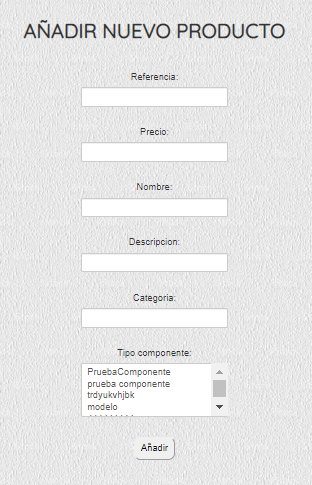 AÑADIR NUEVO PRODUCTO
Referencia:
Precio:
Nombre:
Descripcion:
Categoria:
Tipo componente:
PruebaComponente
prueba componente
trdyukvhjbk
modelo
Añadir